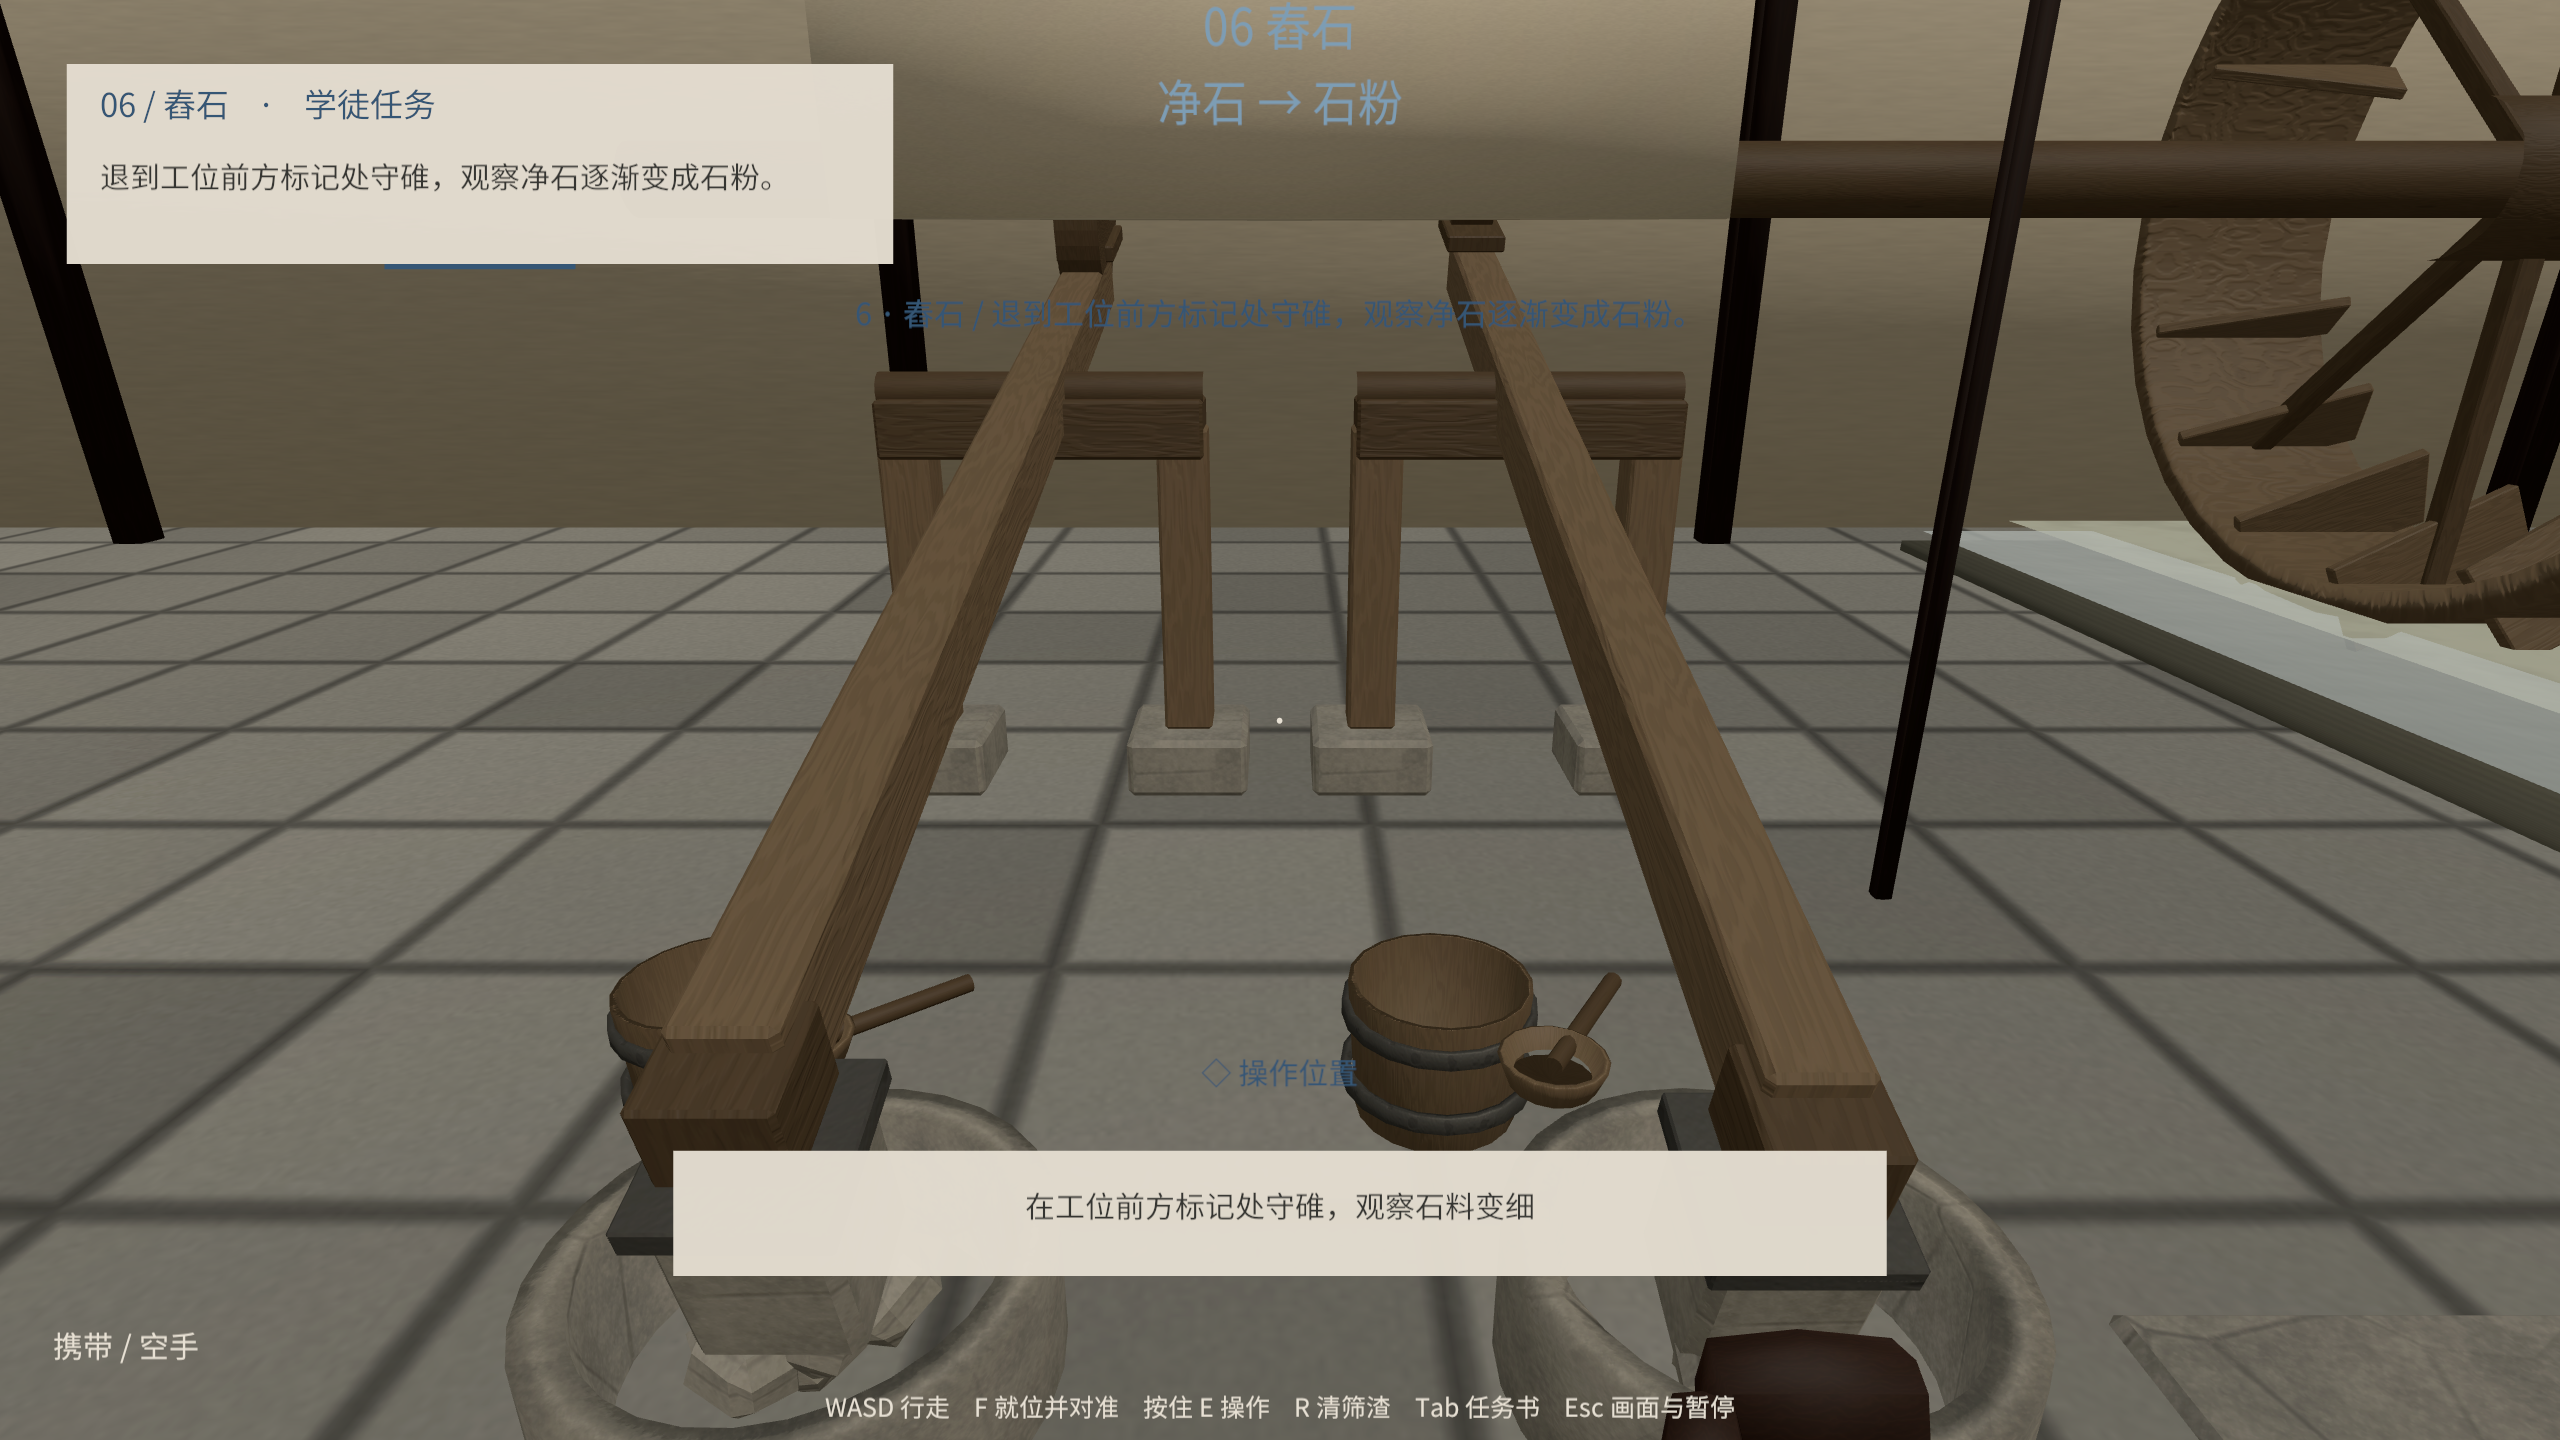 06 舂石
净石 → 石粉
06 / 舂石 · 学徒任务
退到工位前方标记处守碓，观察净石逐渐变成石粉。
6 · 舂石 / 退到工位前方标记处守碓，观察净石逐渐变成石粉。
◇ 操作位置
在工位前方标记处守碓，观察石料变细
携带 / 空手
WASD 行走 F 就位并对准 按住 E 操作 R 清筛渣 Tab 任务书 Esc 画面与暂停